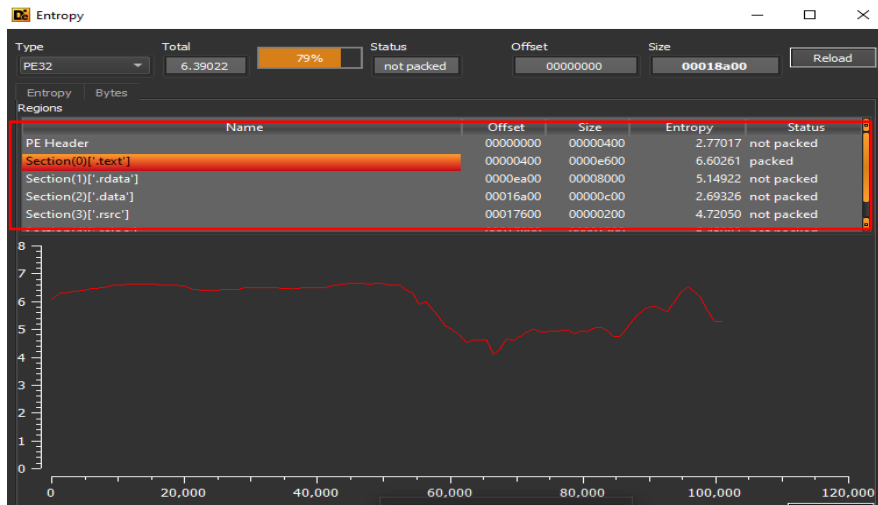 Entropy
Type Total Status Offset Size
PE32 6.39022 79% not packed 00000000 00018a00 Reload
Entropy Bytes
Regions
Name Offset Size Entropy Status
PE Header 00000000 00000400 2.77017 not packed
Section(0)['.text'] 00000400 0000e600 6.60261 packed
Section(1)['.rdata'] 0000ea00 00008000 5.14922 not packed
Section(2)['.data'] 00016a00 00000c00 2.69326 not packed
Section(3)['.rsrc'] 00017600 00000200 4.72050 not packed
8
7
6
5
4
3
2
1
0
0 20,000 40,000 60,000 80,000 100,000 120,000